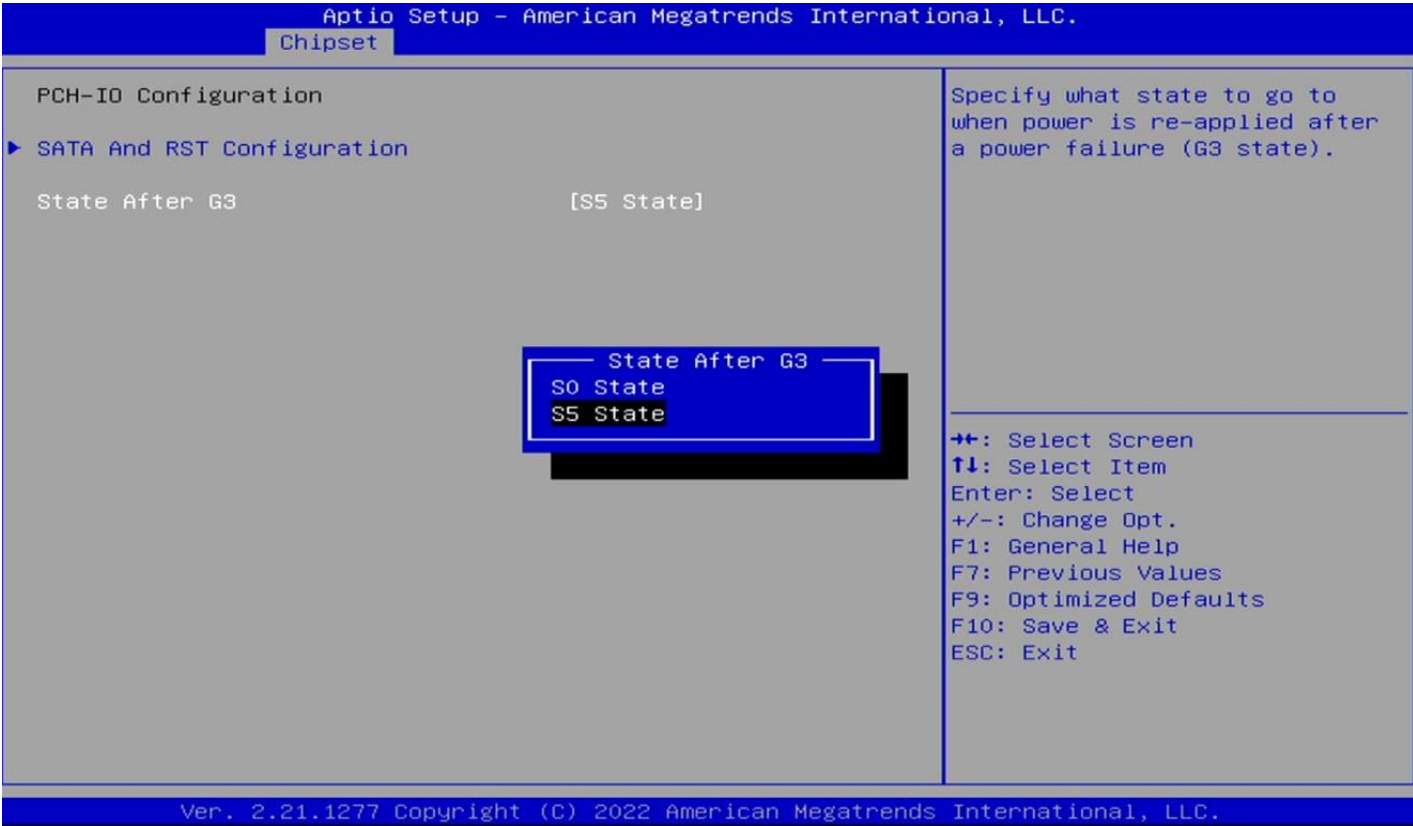 Aptio Setup – American Megatrends International, LLC.
Chipset
PCH-IO Configuration
SATA And RST Configuration
State After G3 [S5 State]
Specify what state to go to
when power is re-applied after
a power failure (G3 state).
State After G3
S0 State
S5 State
→←: Select Screen
↑↓: Select Item
Enter: Select
+/-: Change Opt.
F1: General Help
F7: Previous Values
F9: Optimized Defaults
F10: Save & Exit
ESC: Exit
Ver. 2.21.1277 Copyright (C) 2022 American Megatrends International, LLC.